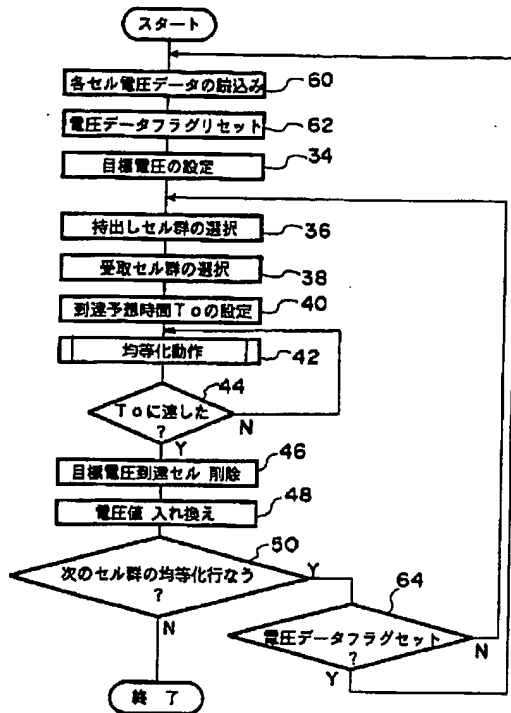 スタート
各セル電圧データの読込み 60
電圧データフラグリセット 62
目標電圧の設定 34
持出しセル群の選択 36
受取セル群の選択 38
到達予想時間Toの設定 40
均等化動作 42
44
Toに達した
?
N
Y
目標電圧到達セル 削除 46
電圧値 入れ換え 48
50
次のセル群の均等化行なう
?
Y
N
64
電圧データフラグセット
?
N
Y
終了